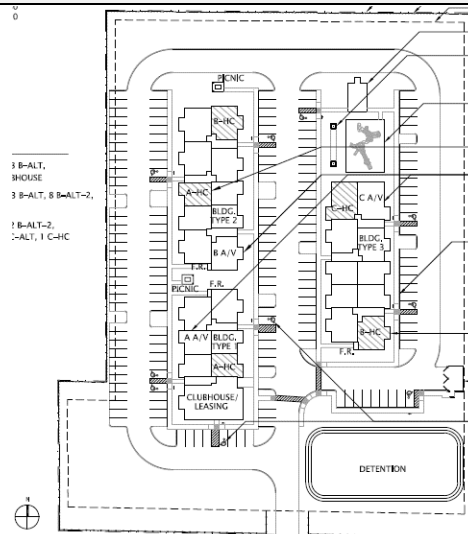 0
PICNIC
B-HC
B-ALT,
BHOUSE
B B-ALT, 8 B-ALT-2,
A-HC
BLDG.
TYPE 2
C-HC
C A/V
B-ALT-2,
C-ALT, 1 C-HC
B A/V
BLDG.
TYPE 3
F.R.
F.R.
PICNIC
A A/V
BLDG.
TYPE 1
B-HC
F.R.
A-HC
CLUBHOUSE/
LEASING
DETENTION
N